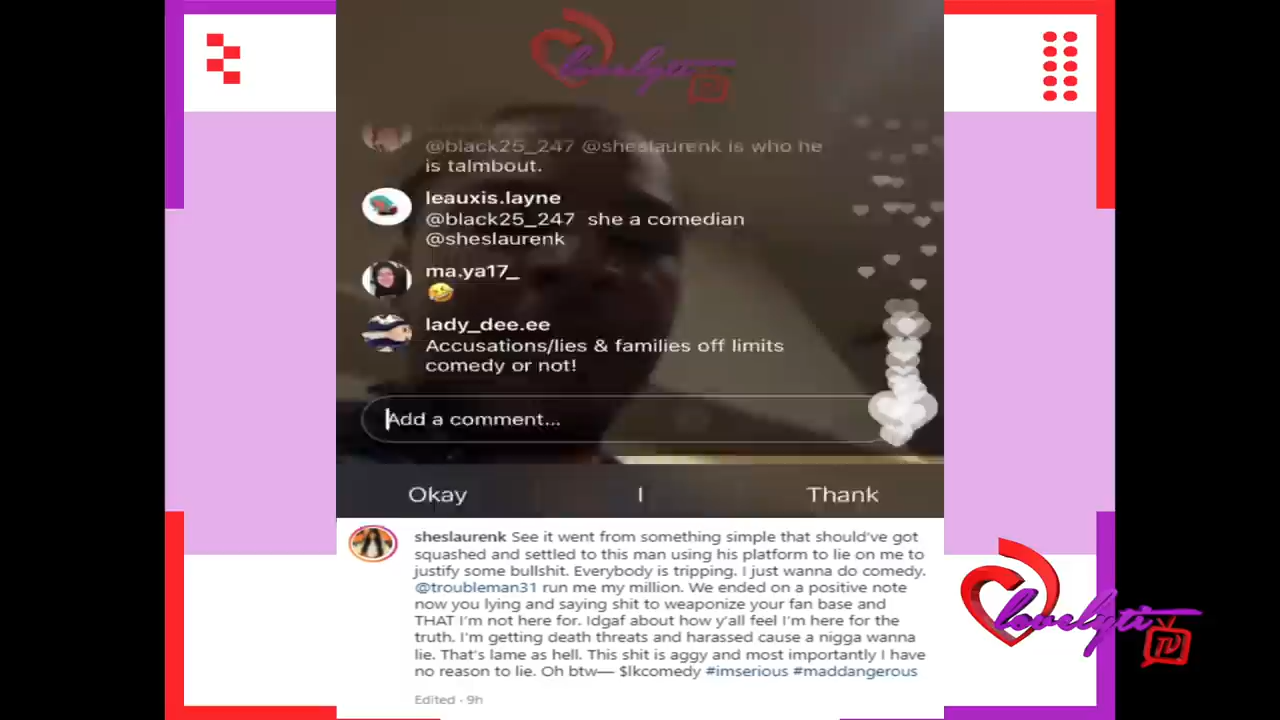 lovelyti
TV
@black25_247 @sheslaurenk is who he
is talmbout.
leauxis.layne
@black25_247 she a comedian
@sheslaurenk
ma.ya17_
🤣
lady_dee.ee
Accusations/lies & families off limits
comedy or not!
Add a comment...
Okay I Thank
sheslaurenk See it went from something simple that should've got
squashed and settled to this man using his platform to lie on me to
justify some bullshit. Everybody is tripping. I just wanna do comedy.
@troubleman31 run me my million. We ended on a positive note
now you lying and saying shit to weaponize your fan base and
THAT I'm not here for. Idgaf about how y'all feel I'm here for the
truth. I'm getting death threats and harassed cause a nigga wanna
lie. That's lame as hell. This shit is aggy and most importantly I have
no reason to lie. Oh btw— $lkcomedy #imserious #maddangerous
Edited · 9h
lovelyti
TV